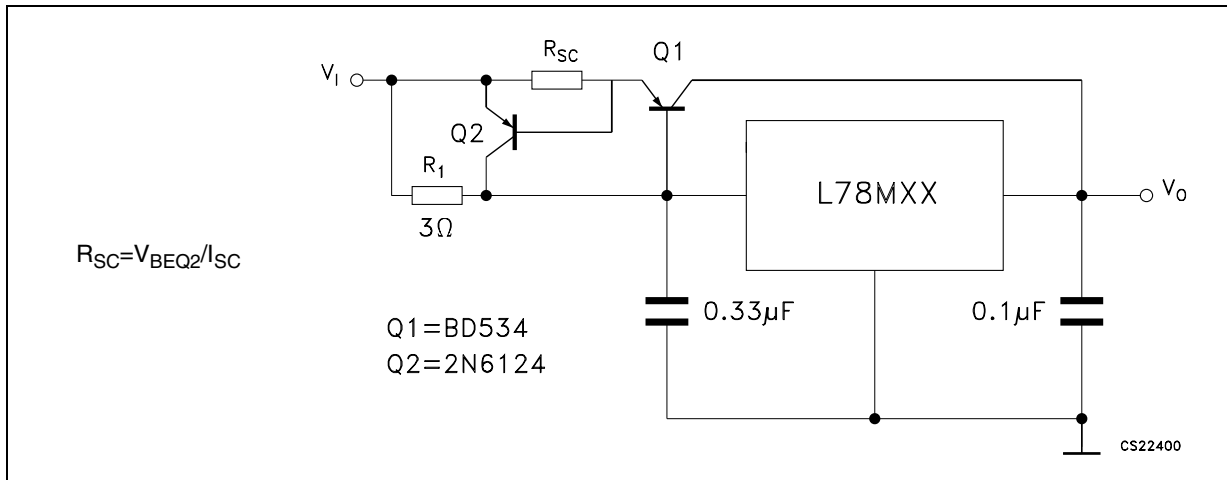 R_SC
Q1
V_I
Q2
R_1
3Ω
L78MXX
V_O
R_SC=V_BEQ2/I_SC
0.33µF
0.1µF
Q1=BD534
Q2=2N6124
CS22400